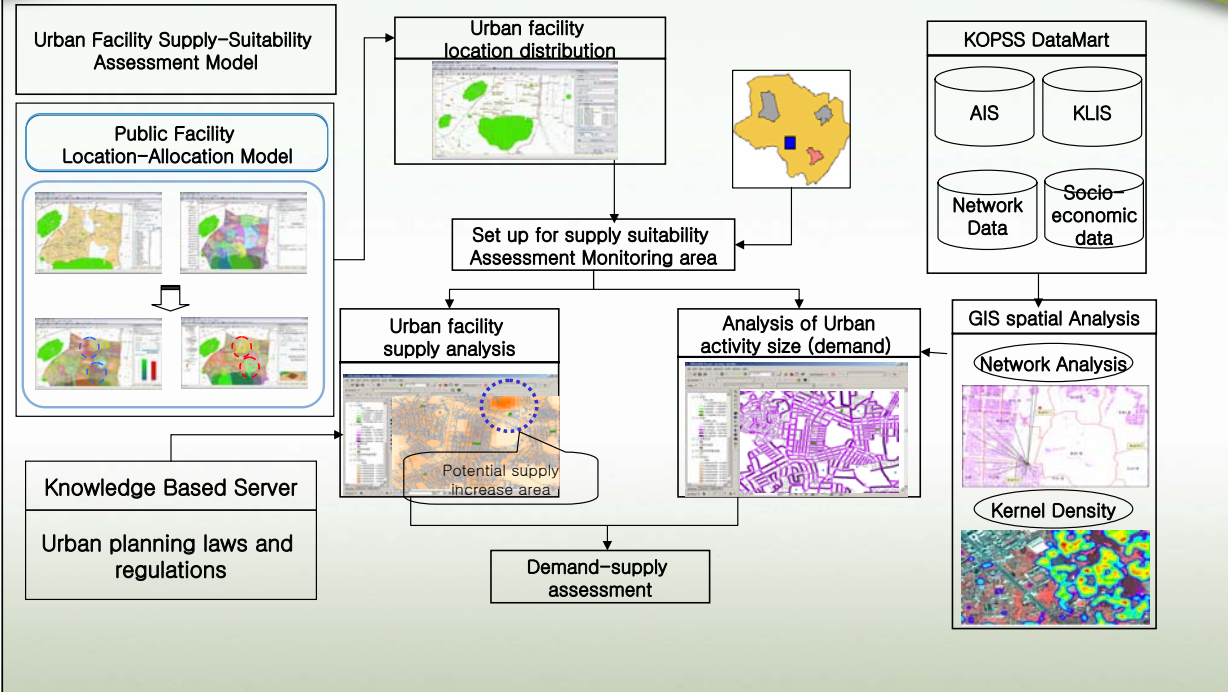 Urban Facility Supply-Suitability
Assessment Model
Public Facility
Location-Allocation Model
Urban facility
location distribution
KOPSS DataMart
AIS
KLIS
Network
Data
Socio-
economic
data
Set up for supply suitability
Assessment Monitoring area
Urban facility
supply analysis
Potential supply
increase area
Analysis of Urban
activity size (demand)
GIS spatial Analysis
Network Analysis
Kernel Density
Knowledge Based Server
Urban planning laws and
regulations
Demand-supply
assessment